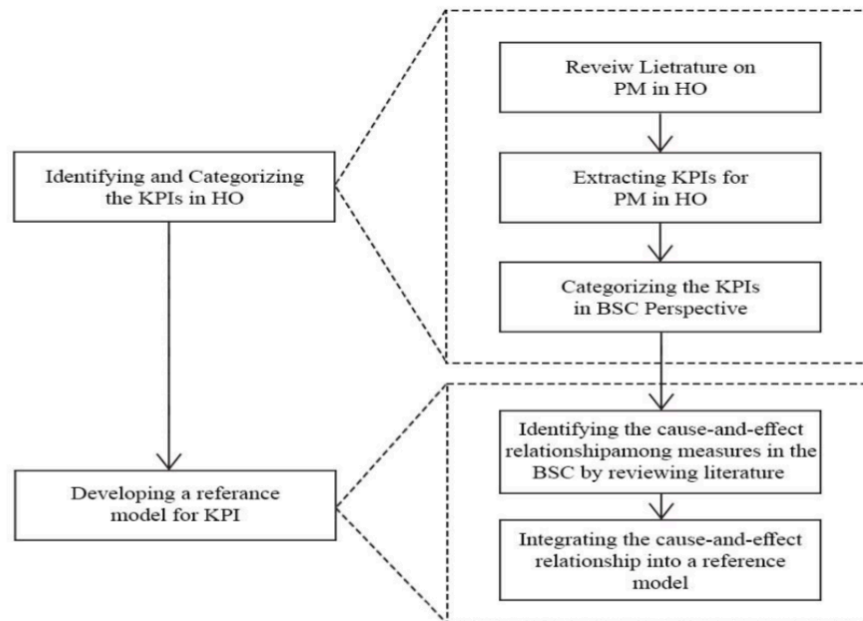 Reveiw Lietrature on
PM in HO
Identifying and Categorizing
the KPIs in HO
Extracting KPIs for
PM in HO
Categorizing the KPIs
in BSC Perspective
Identifying the cause-and-effect
relationshipamong measures in the
BSC by reviewing literature
Developing a referance
model for KPI
Integrating the cause-and-effect
relationship into a reference
model